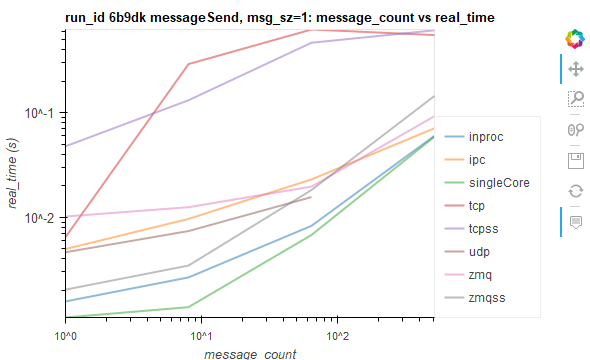 run_id 6b9dk messageSend, msg_sz=1: message_count vs real_time
real_time (s)
10^-1
10^-2
10^0
10^1
10^2
message_count
inproc
ipc
singleCore
tcp
tcpss
udp
zmq
zmqss